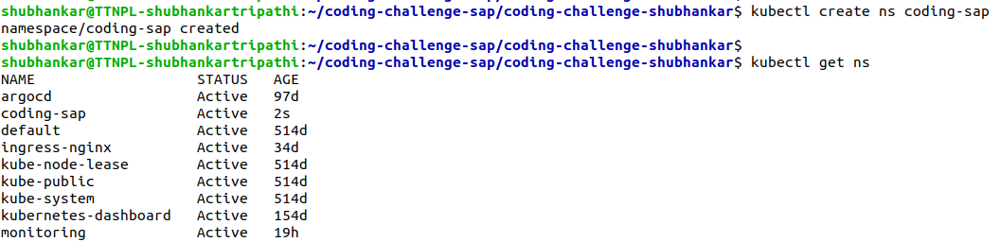 shubhankar@TTNPL-shubhankartripathi:~/coding-challenge-sap/coding-challenge-shubhankar$ kubectl create ns coding-sap
namespace/coding-sap created
shubhankar@TTNPL-shubhankartripathi:~/coding-challenge-sap/coding-challenge-shubhankar$
shubhankar@TTNPL-shubhankartripathi:~/coding-challenge-sap/coding-challenge-shubhankar$ kubectl get ns
NAME                   STATUS   AGE
argocd                 Active   97d
coding-sap             Active   2s
default                Active   514d
ingress-nginx          Active   34d
kube-node-lease        Active   514d
kube-public            Active   514d
kube-system            Active   514d
kubernetes-dashboard   Active   154d
monitoring             Active   19h